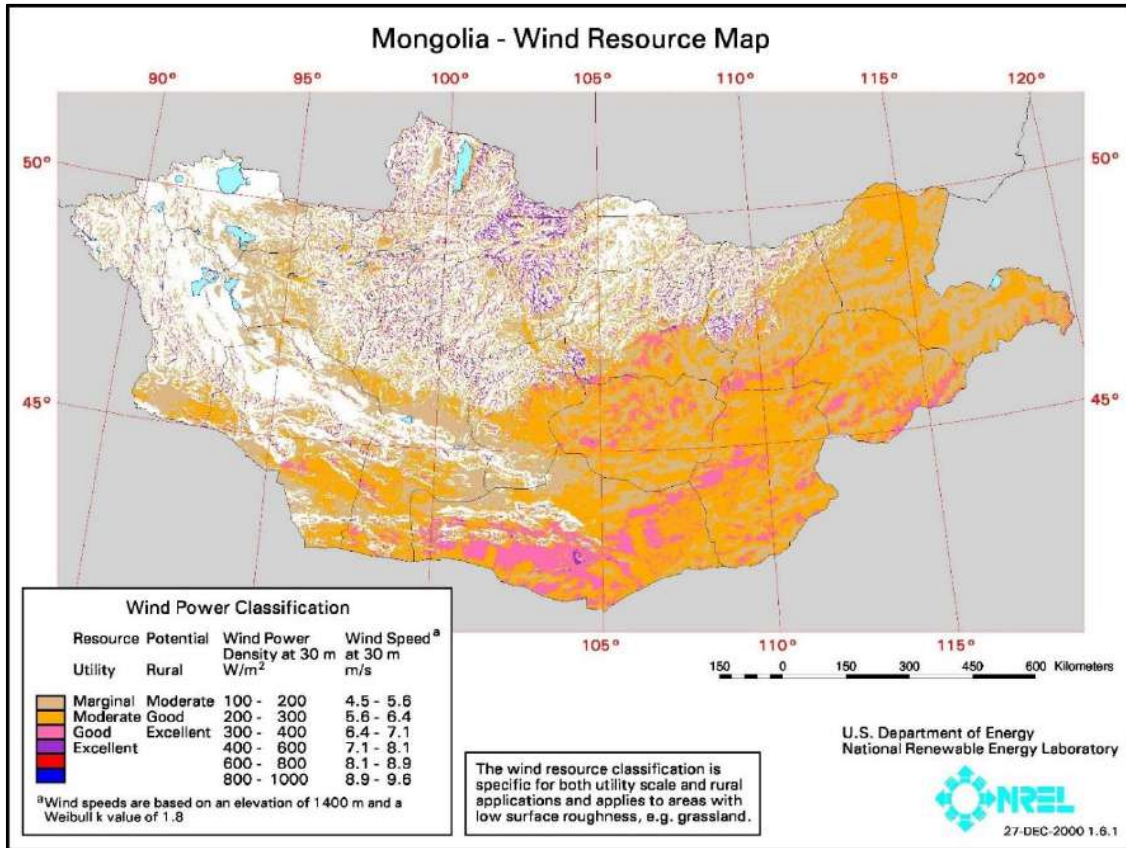 Mongolia - Wind Resource Map
90° 95° 100° 105° 110° 115° 120°
50° 50°
45° 45°
105° 110° 115°
Wind Power Classification
Resource Potential Wind Power Wind Speed a
Density at 30 m at 30 m
Utility Rural W/m² m/s
Marginal Moderate 100 - 200 4.5 - 5.6
Moderate Good 200 - 300 5.6 - 6.4
Good Excellent 300 - 400 6.4 - 7.1
Excellent 400 - 600 7.1 - 8.1
600 - 800 8.1 - 8.9
800 - 1000 8.9 - 9.6
a Wind speeds are based on an elevation of 1400 m and a
Weibull k value of 1.8
The wind resource classification is
specific for both utility scale and rural
applications and applies to areas with
low surface roughness, e.g. grassland.
150 0 150 300 450 600 Kilometers
U.S. Department of Energy
National Renewable Energy Laboratory
NREL
27-DEC-2000 1.6.1